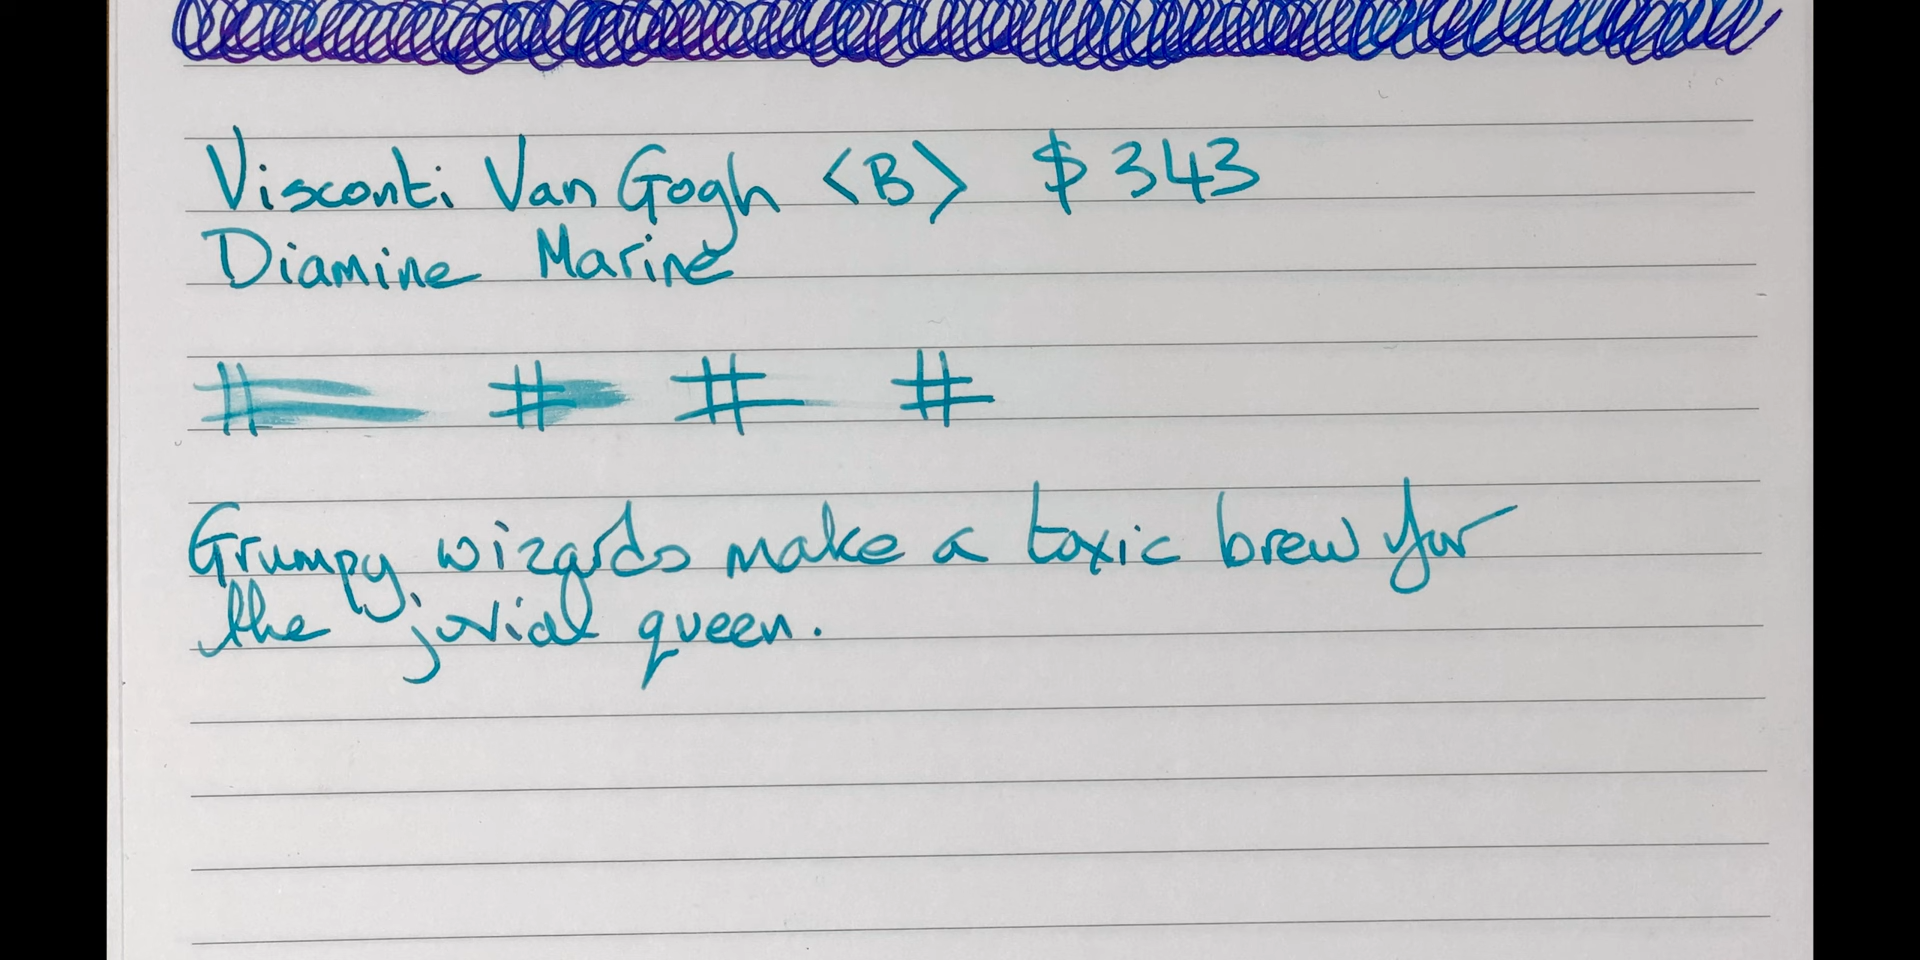 Visconti Van Gogh <B> $343
Diamine Marine
# # # #
Grumpy wizards make a toxic brew for
the jovial queen.